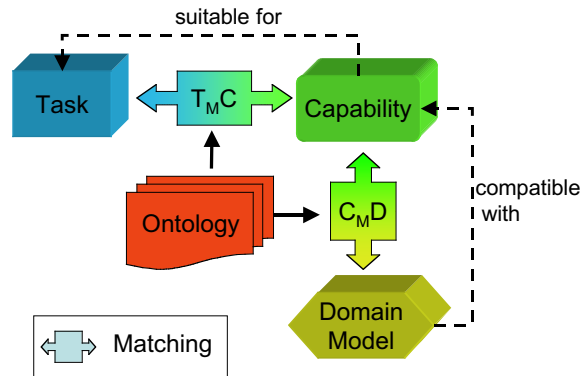 suitable for
Task
TMC
Capability
compatible
with
Ontology
CMD
Domain
Model
Matching